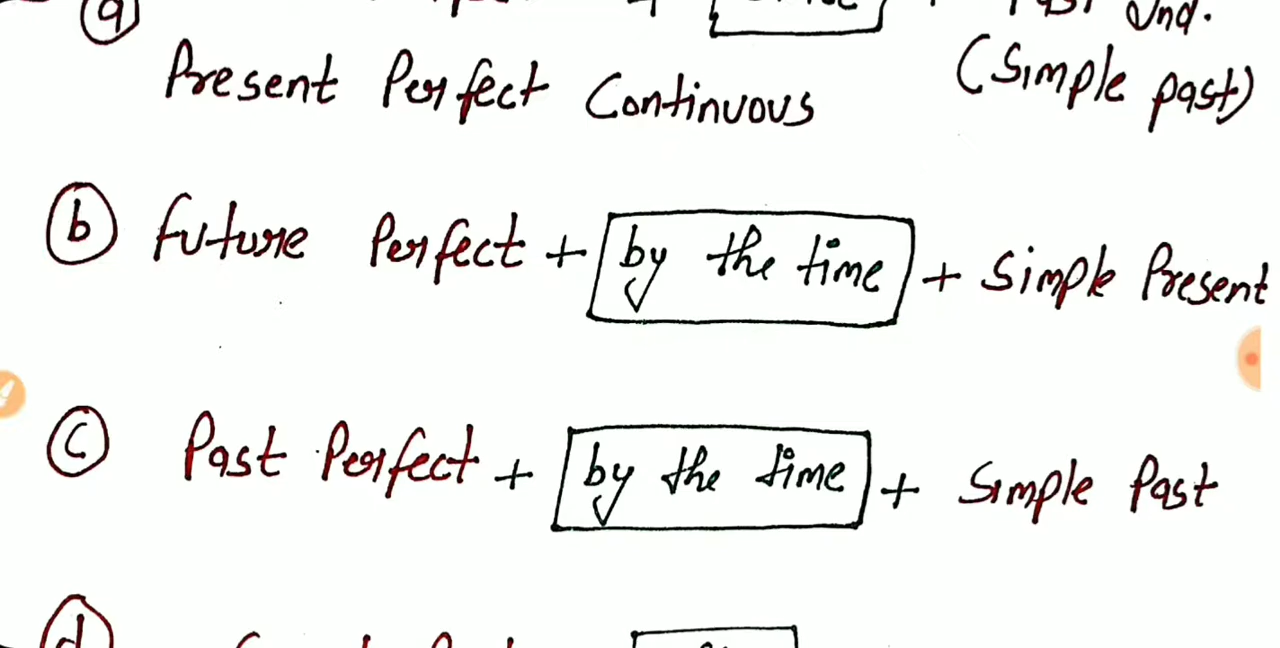 (a)
Present Perfect Continuous (Simple past)
(b) Future Perfect + by the time + Simple Present
(c) Past Perfect + by the time + Simple Past
(d)